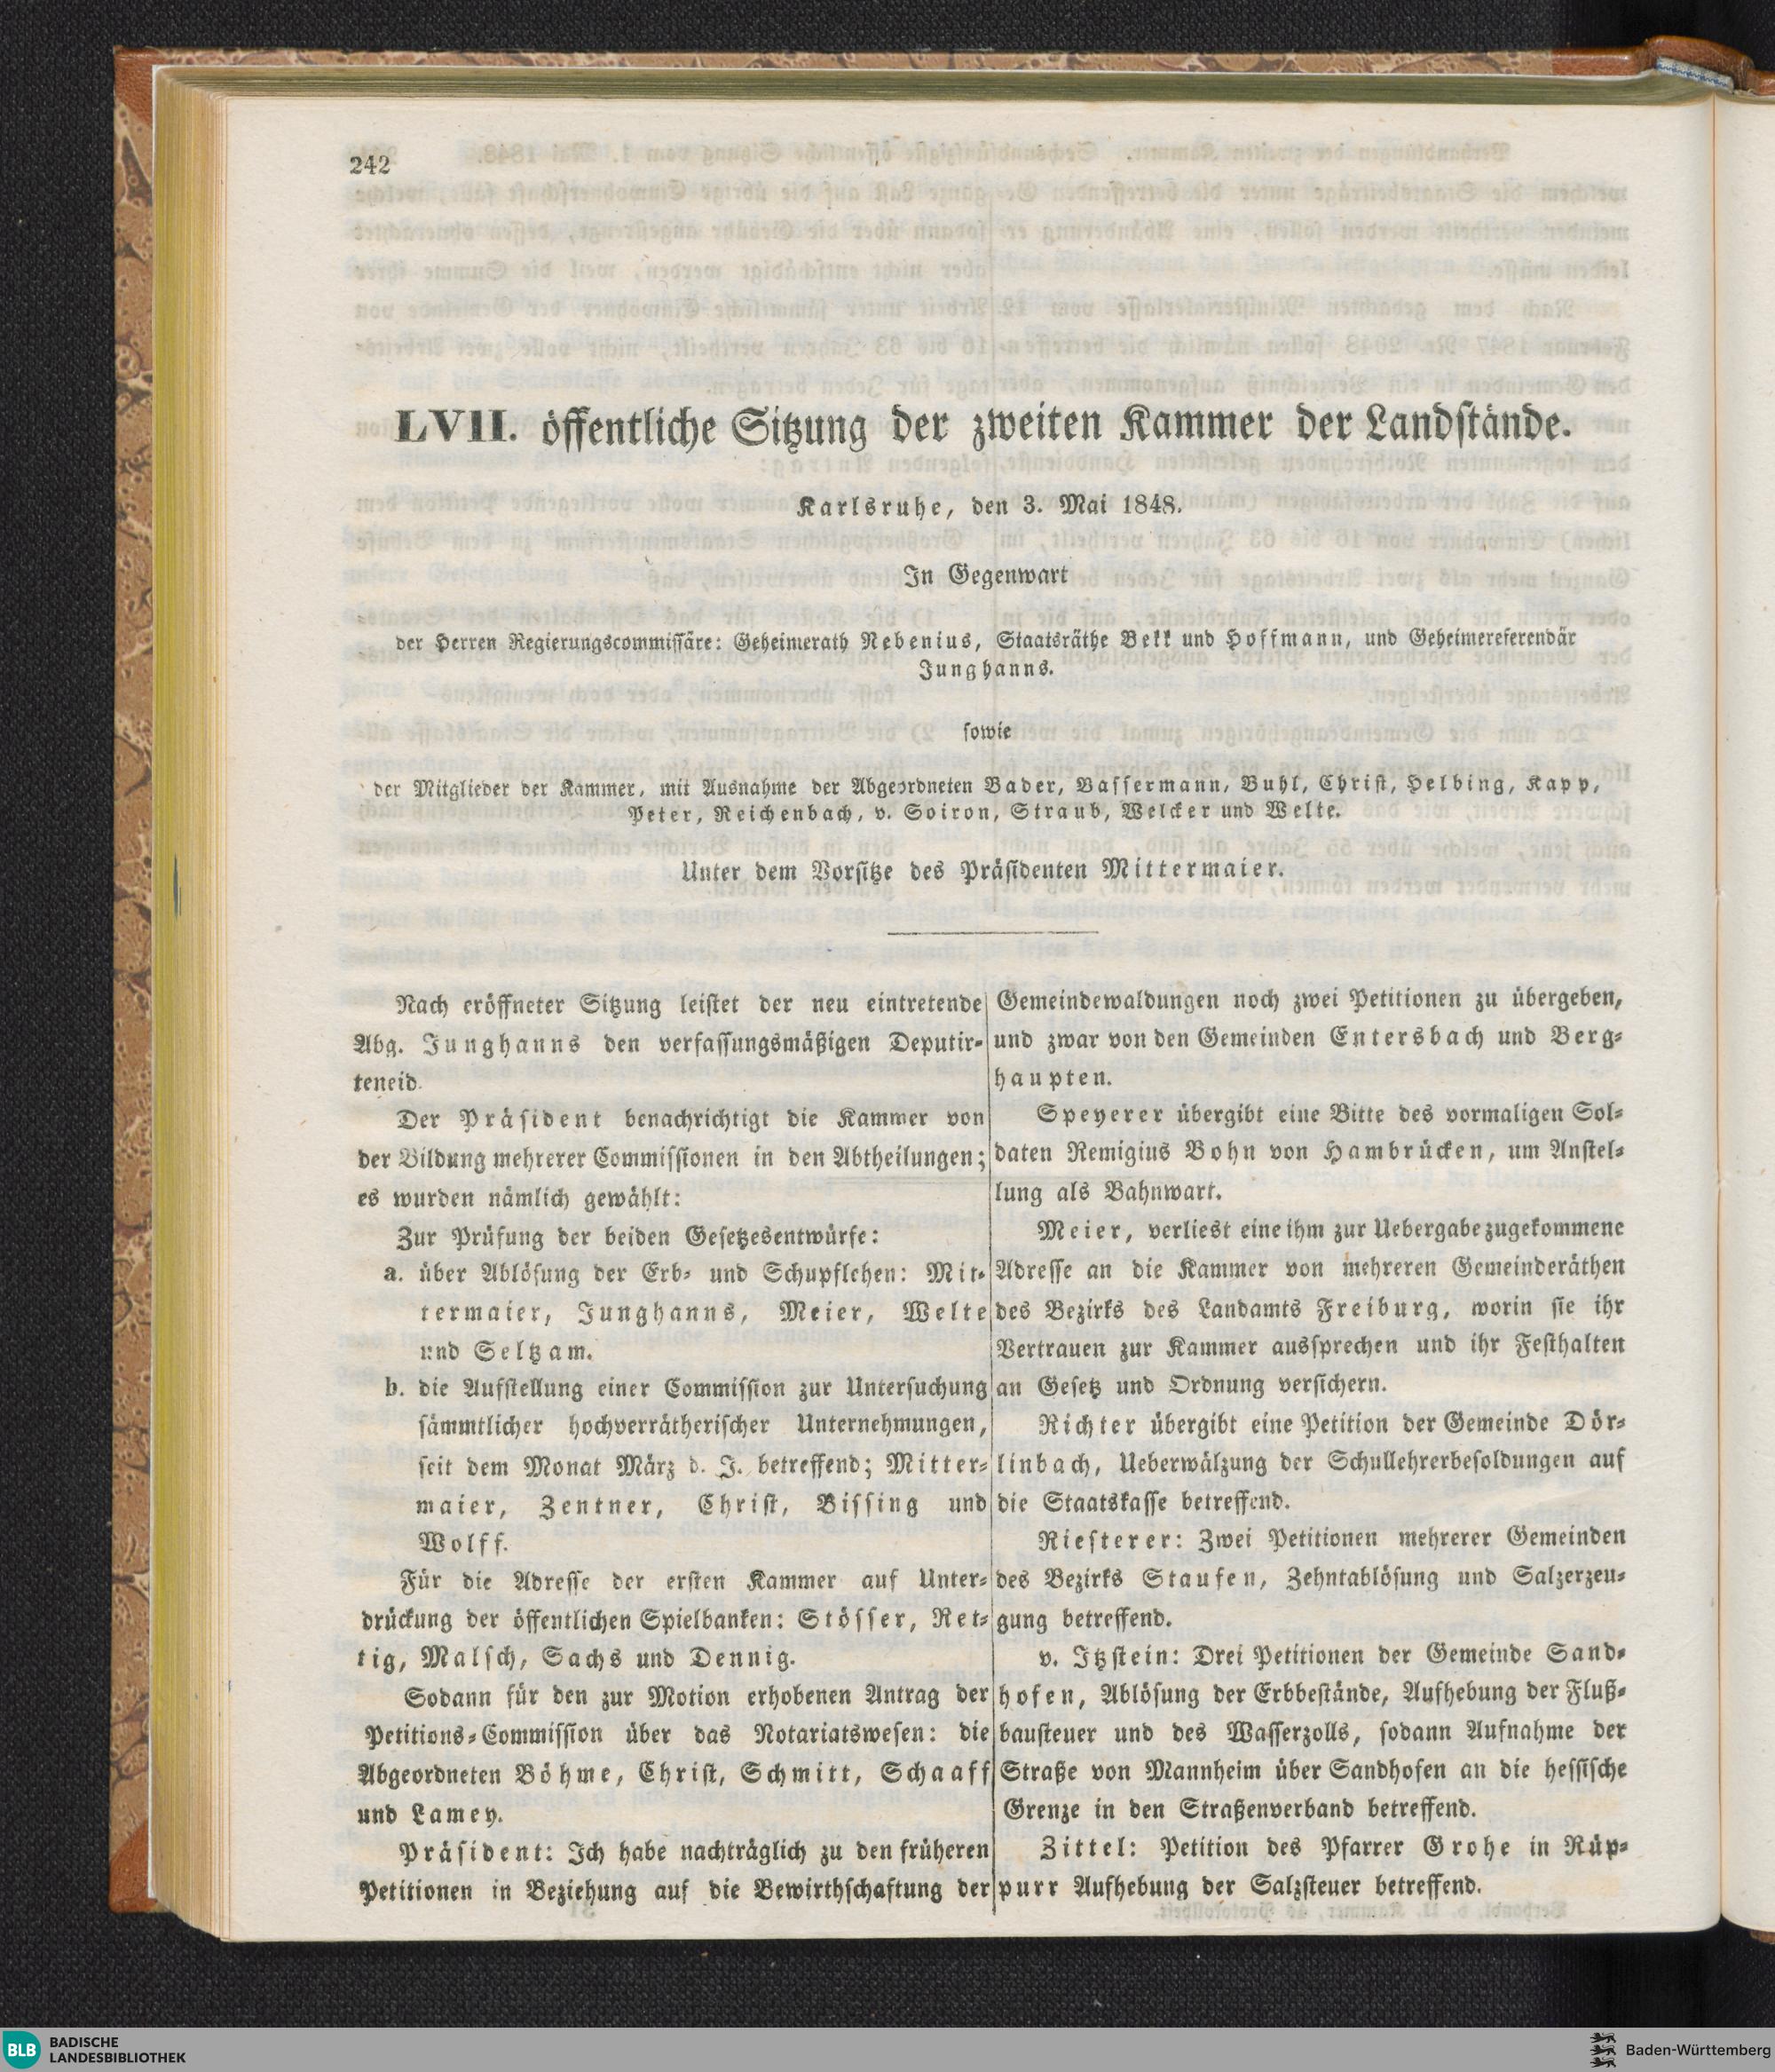 242
LVII. öffentliche Sitzung der zweiten Kammer der Landstände.
Karlsruhe, den 3. Mai 1848.
In Gegenwart
der Herren Regierungscommissäre: Geheimerath Nebenius, Staatsräthe Bekk und Hoffmann, und Geheimereferendär
Junghanns.
sowie
der Mitglieder der Kammer, mit Ausnahme der Abgeordneten Bader, Bassermann, Buhl, Christ, Helbing, Kapp,
Peter, Reichenbach, v. Soiron, Straub, Welcker und Welte.
Unter dem Vorsitze des Präsidenten Mittermaier.
Nach eröffneter Sitzung leistet der neu eintretende
Abg. Junghanns den verfassungsmäßigen Deputir-
teneid.
Der Präsident benachrichtigt die Kammer von
der Bildung mehrerer Commissionen in den Abtheilungen;
es wurden nämlich gewählt:
Zur Prüfung der beiden Gesetzesentwürfe:
a. über Ablösung der Erb- und Schupflehen: Mit-
termaier, Junghanns, Meier, Welte
und Seltzam.
b. die Aufstellung einer Commission zur Untersuchung
sämmtlicher hochverrätherischer Unternehmungen,
seit dem Monat März d. J. betreffend; Mitter-
maier, Zentner, Christ, Bissing und
Wolff.
Für die Adresse der ersten Kammer auf Unter-
drückung der öffentlichen Spielbanken: Stösser, Ret-
tig, Malsch, Sachs und Dennig.
Sodann für den zur Motion erhobenen Antrag der
Petitions-Commission über das Notariatswesen: die
Abgeordneten Böhme, Christ, Schmitt, Schaaff
und Lamey.
Präsident: Ich habe nachträglich zu den früheren
Petitionen in Beziehung auf die Bewirthschaftung der
Gemeindewaldungen noch zwei Petitionen zu übergeben,
und zwar von den Gemeinden Entersbach und Berg-
haupten.
Speyerer übergibt eine Bitte des vormaligen Sol-
daten Remigius Bohn von Hambrücken, um Anstel-
lung als Bahnwart.
Meier, verliest eine ihm zur Uebergabe zugekommene
Adresse an die Kammer von mehreren Gemeinderäthen
des Bezirks des Landamts Freiburg, worin sie ihr
Vertrauen zur Kammer aussprechen und ihr Festhalten
an Gesetz und Ordnung versichern.
Richter übergibt eine Petition der Gemeinde Dör-
linbach, Ueberwälzung der Schullehrerbesoldungen auf
die Staatskasse betreffend.
Riesterer: Zwei Petitionen mehrerer Gemeinden
des Bezirks Staufen, Zehntablösung und Salzerzeu-
gung betreffend.
v. Itzstein: Drei Petitionen der Gemeinde Sand-
hofen, Ablösung der Erbbestände, Aufhebung der Fluß-
bausteuer und des Wasserzolls, sodann Aufnahme der
Straße von Mannheim über Sandhofen an die hessische
Grenze in den Straßenverband betreffend.
Zittel: Petition des Pfarrer Grohe in Rüp-
purr Aufhebung der Salzsteuer betreffend.
BLB BADISCHE
LANDESBIBLIOTHEK
Baden-Württemberg